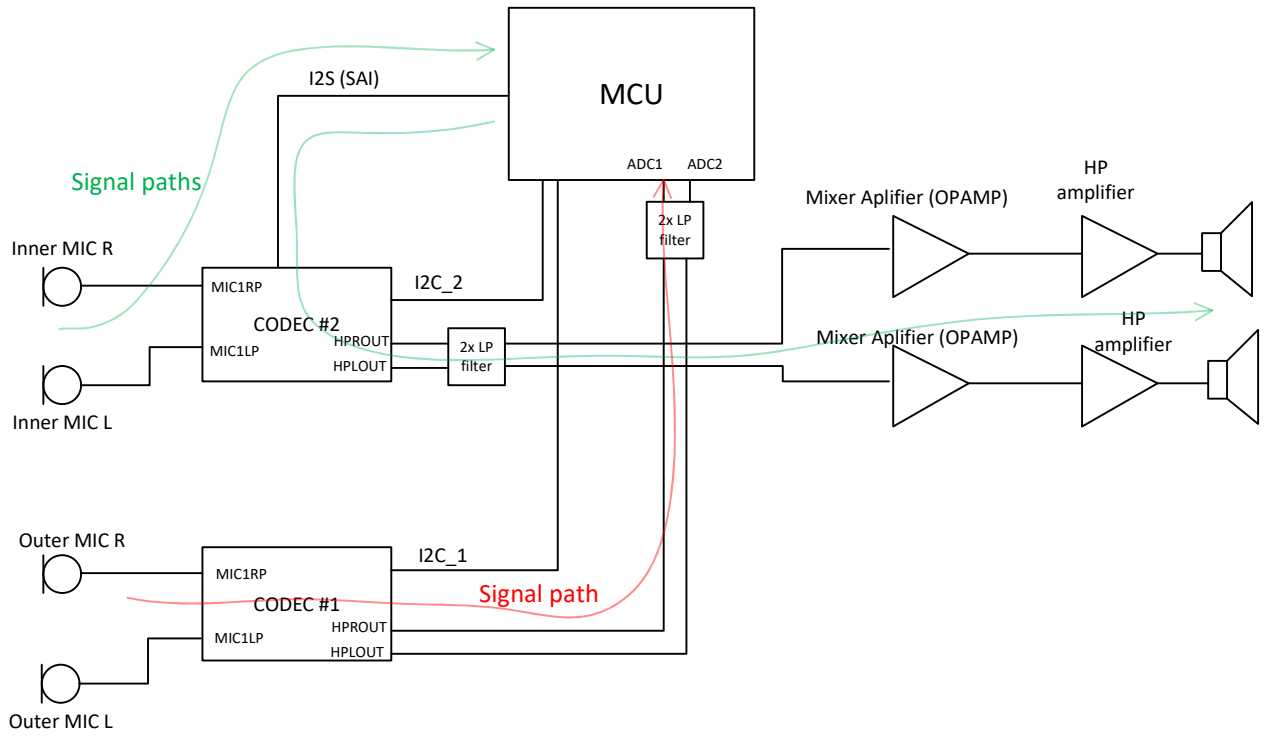 I2S (SAI)
MCU
ADC1
ADC2
Signal paths
2x LP
filter
Mixer Aplifier (OPAMP)
HP
amplifier
Inner MIC R
MIC1RP
I2C_2
CODEC #2
HPROUT
MIC1LP
HPLOUT
2x LP
filter
Mixer Aplifier (OPAMP)
HP
amplifier
Inner MIC L
Outer MIC R
MIC1RP
I2C_1
CODEC #1
Signal path
HPROUT
MIC1LP
HPLOUT
Outer MIC L